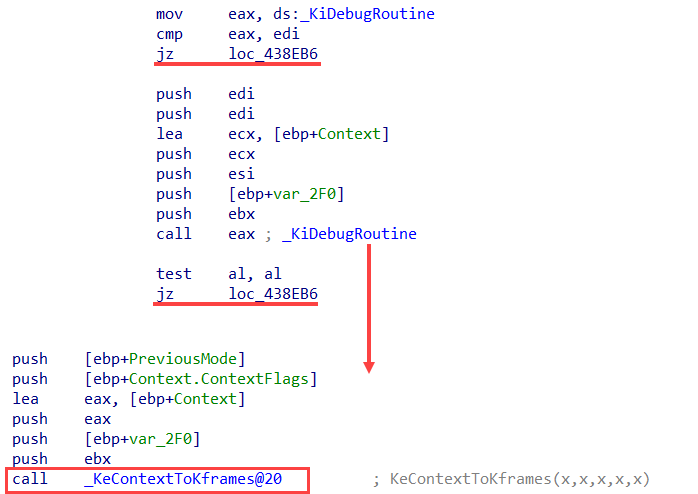 mov eax, ds:_KiDebugRoutine
cmp eax, edi
jz loc_438EB6
push edi
push edi
lea ecx, [ebp+Context]
push ecx
push esi
push [ebp+var_2F0]
push ebx
call eax ; _KiDebugRoutine
test al, al
jz loc_438EB6
push [ebp+PreviousMode]
push [ebp+Context.ContextFlags]
lea eax, [ebp+Context]
push eax
push [ebp+var_2F0]
push ebx
call _KeContextToKframes@20 ; KeContextToKframes(x,x,x,x,x)